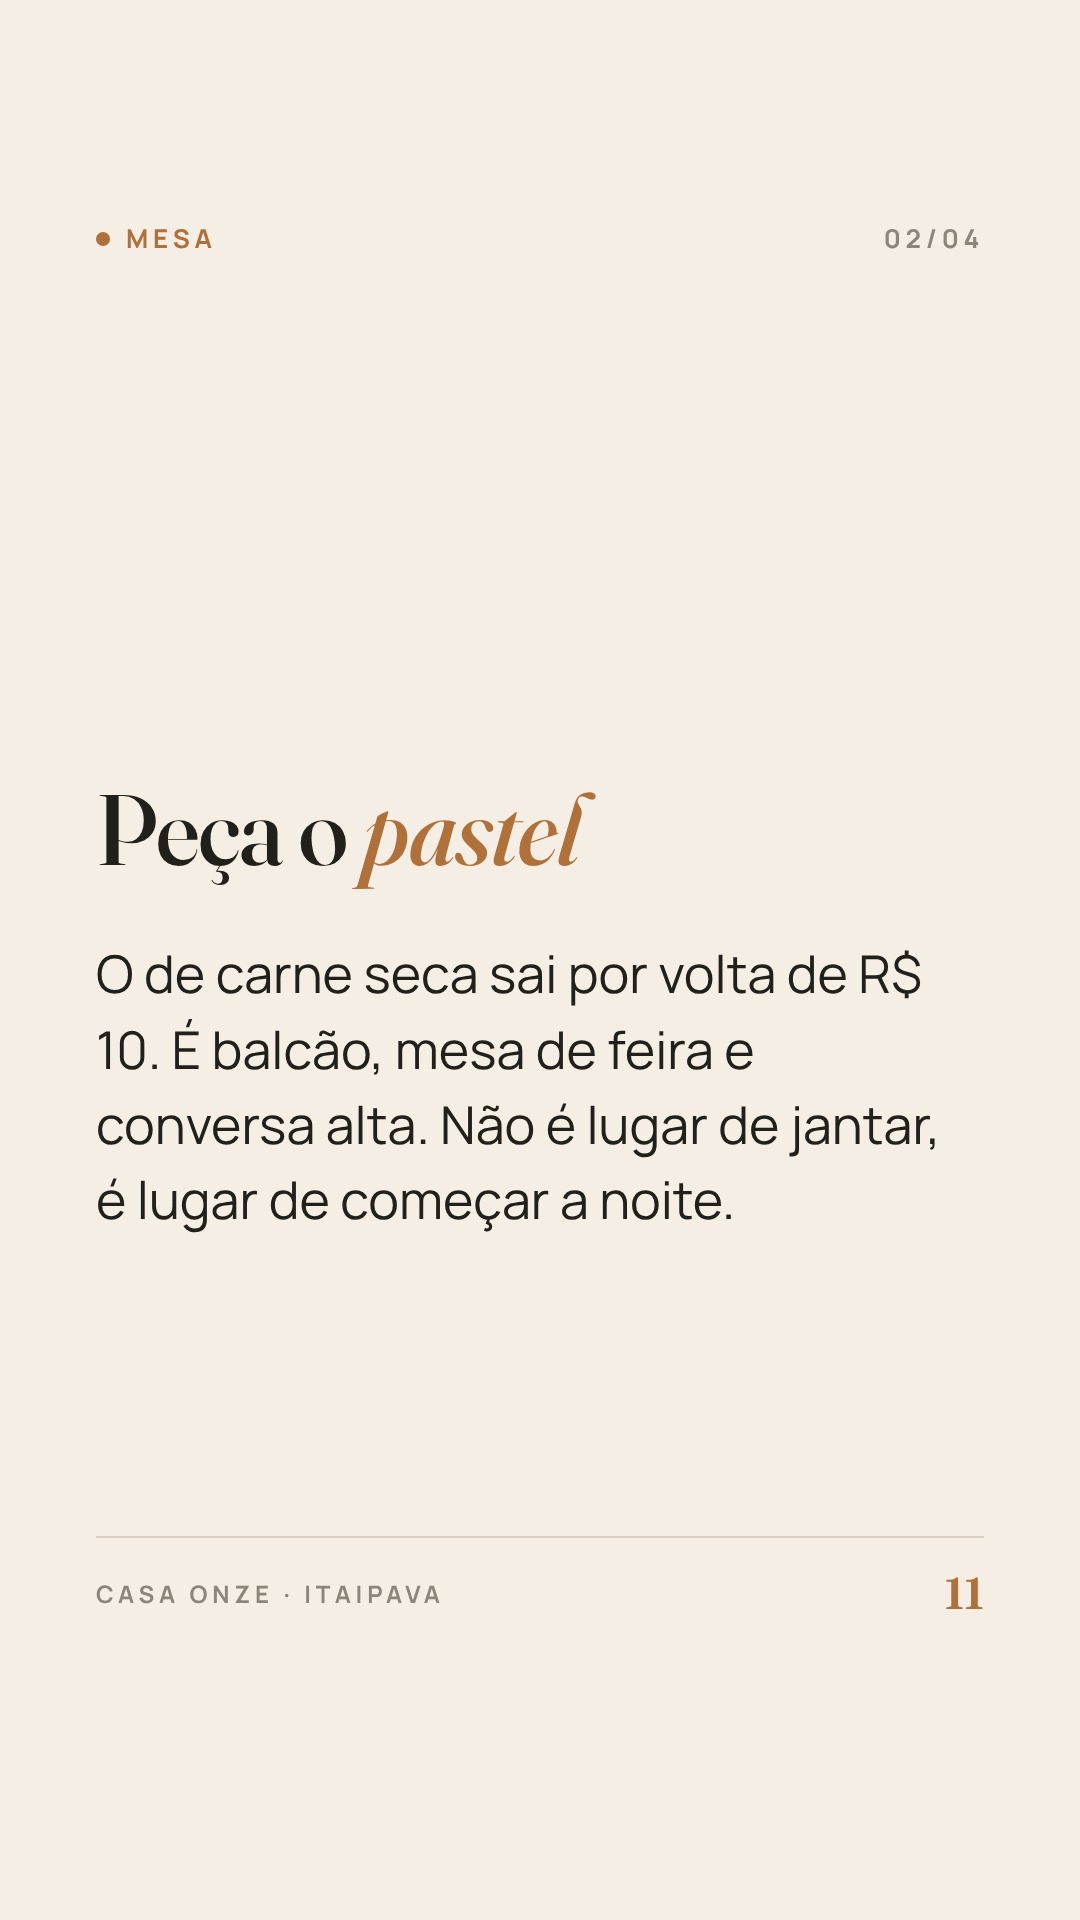 MESA
02/04
Peça o pastel
O de carne seca sai por volta de R$
10. É balcão, mesa de feira e
conversa alta. Não é lugar de jantar,
é lugar de começar a noite.
CASA ONZE · ITAIPAVA
11